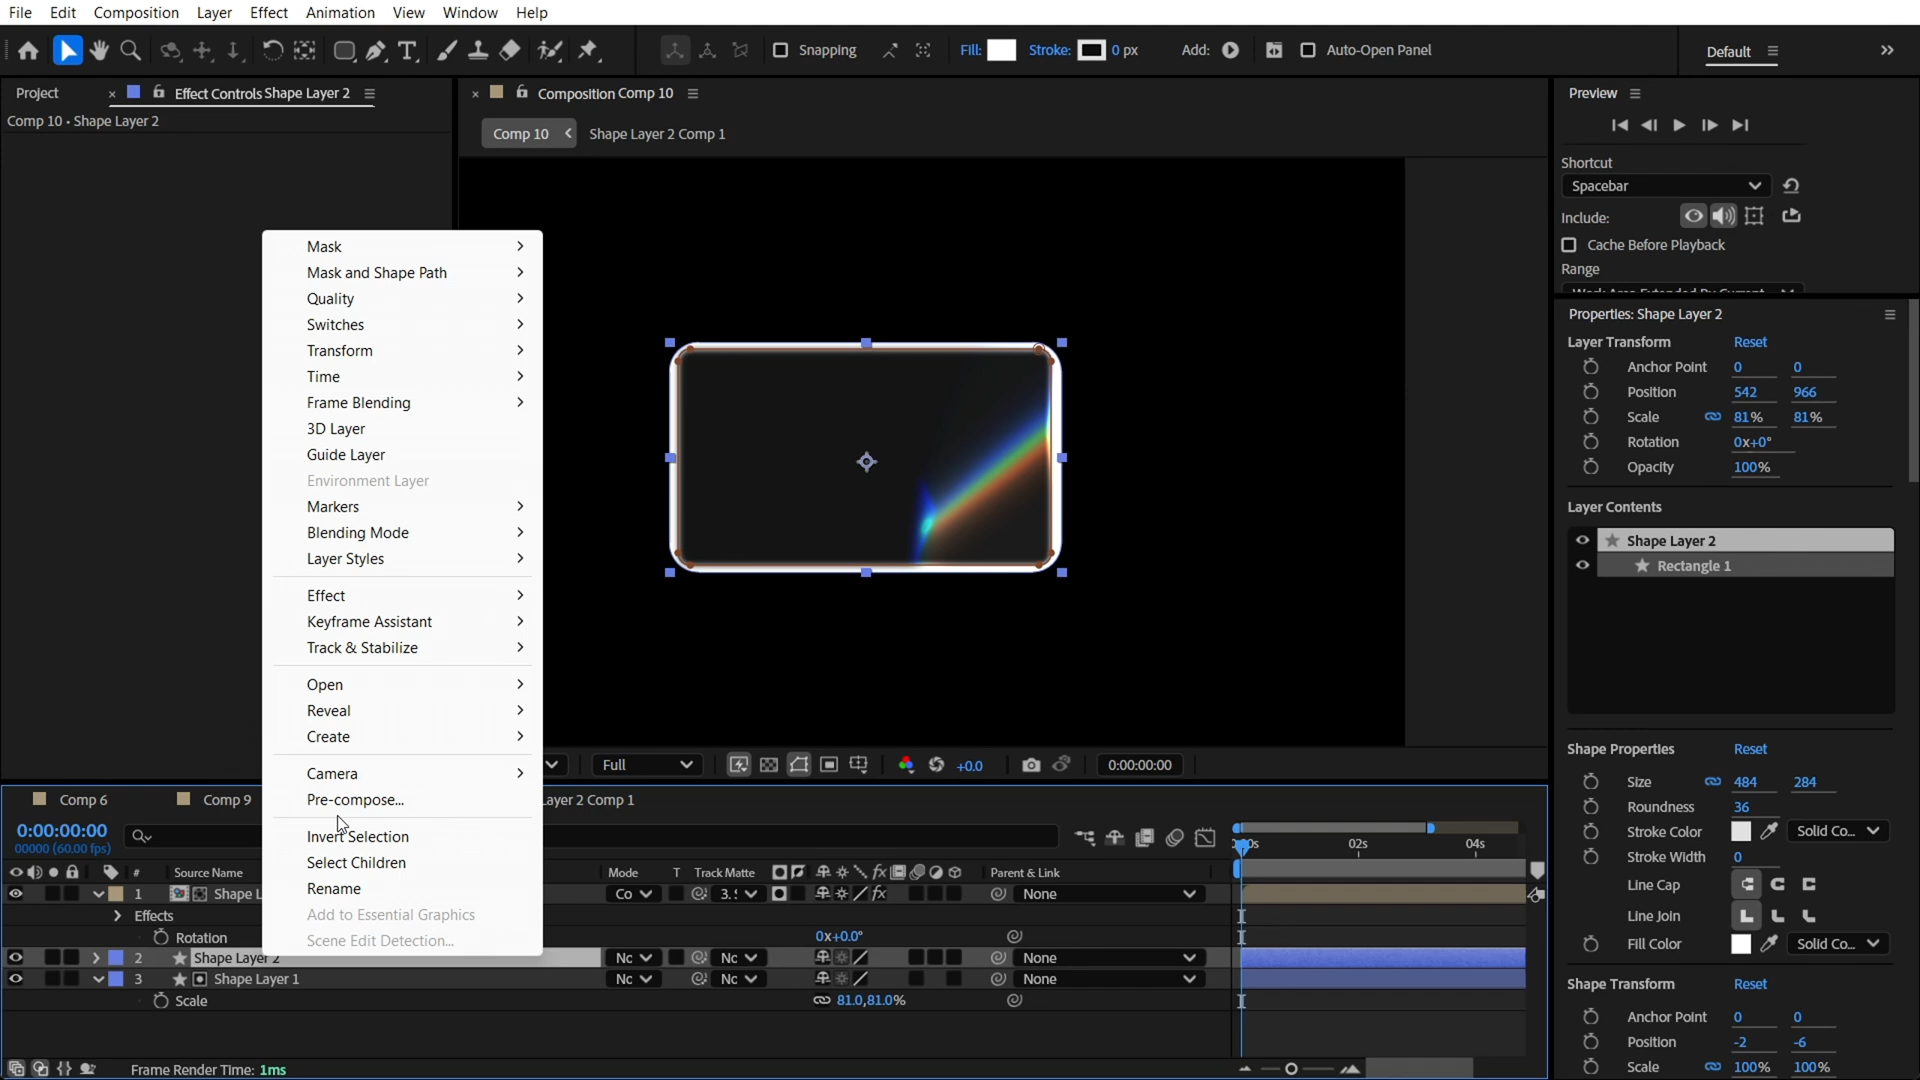 File Edit Composition Layer Effect Animation View Window Help
Snapping Fill: Stroke: 0 px Add: Auto-Open Panel Default
Project Effect Controls Shape Layer 2
Comp 10 • Shape Layer 2
Composition Comp 10
Comp 10 Shape Layer 2 Comp 1
Mask
Mask and Shape Path
Quality
Switches
Transform
Time
Frame Blending
3D Layer
Guide Layer
Environment Layer
Markers
Blending Mode
Layer Styles
Effect
Keyframe Assistant
Track & Stabilize
Open
Reveal
Create
Camera
Pre-compose...
Invert Selection
Select Children
Rename
Add to Essential Graphics
Scene Edit Detection...
Full +0.0 0:00:00:00
Preview
Shortcut
Spacebar
Include:
Cache Before Playback
Range
Work Area Extended By Current
Properties: Shape Layer 2
Layer Transform Reset
Anchor Point 0 0
Position 542 966
Scale 81% 81%
Rotation 0x+0°
Opacity 100%
Layer Contents
Shape Layer 2
Rectangle 1
Shape Properties Reset
Size 484 284
Roundness 36
Stroke Color Solid Co...
Stroke Width 0
Line Cap
Line Join
Fill Color Solid Co...
Shape Transform Reset
Anchor Point 0 0
Position -2 -6
Scale 100% 100%
Comp 6 Comp 9 Layer 2 Comp 1
0:00:00:00
00000 (60.00 fps)
02s 04s
# Source Name Mode T Track Matte Parent & Link
1 Shape L Co 3. None
Effects
Rotation 0x+0.0°
2 Shape Layer 2 Nc Nc None
3 Shape Layer 1 Nc Nc None
Scale 81.0,81.0%
Frame Render Time: 1ms